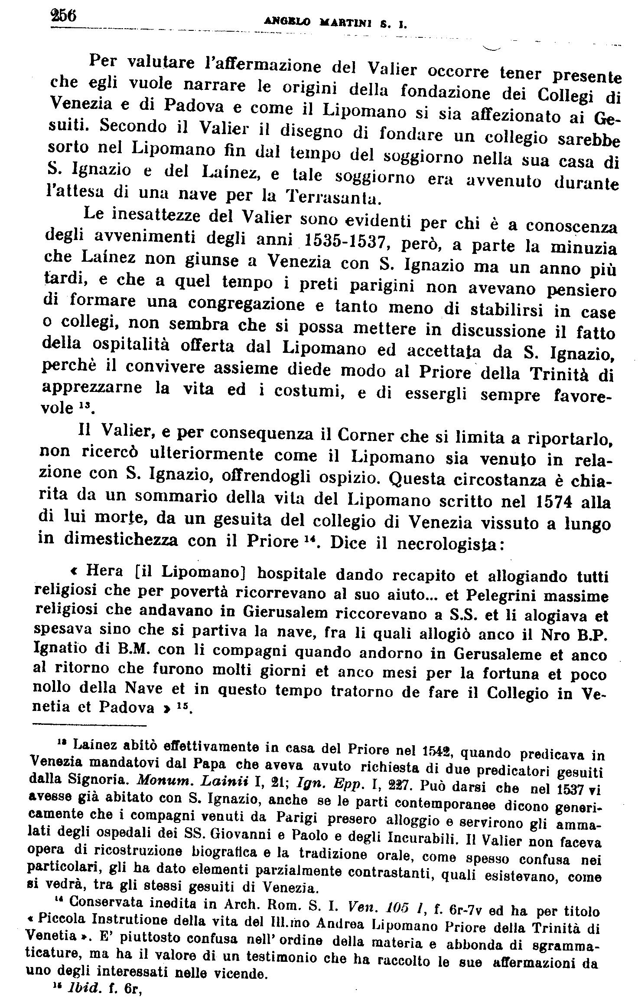 256
ANGELO MARTINI S. I.
Per valutare l'affermazione del Valier occorre tener presente
che egli vuole narrare le origini della fondazione dei Collegi di
Venezia e di Padova e come il Lipomano si sia affezionato ai Ge-
suiti. Secondo il Valier il disegno di fondare un collegio sarebbe
sorto nel Lipomano fin dal tempo del soggiorno nella sua casa di
S. Ignazio e del Laínez, e tale soggiorno era avvenuto durante
l'attesa di una nave per la Terrasanta.
Le inesattezze del Valier sono evidenti per chi è a conoscenza
degli avvenimenti degli anni 1535-1537, però, a parte la minuzia
che Laínez non giunse a Venezia con S. Ignazio ma un anno più
tardi, e che a quel tempo i preti parigini non avevano pensiero
di formare una congregazione e tanto meno di stabilirsi in case
o collegi, non sembra che si possa mettere in discussione il fatto
della ospitalità offerta dal Lipomano ed accettata da S. Ignazio,
perchè il convivere assieme diede modo al Priore della Trinità di
apprezzarne la vita ed i costumi, e di essergli sempre favore-
vole ¹³.
Il Valier, e per consequenza il Corner che si limita a riportarlo,
non ricercò ulteriormente come il Lipomano sia venuto in rela-
zione con S. Ignazio, offrendogli ospizio. Questa circostanza è chia-
rita da un sommario della vita del Lipomano scritto nel 1574 alla
di lui morte, da un gesuita del collegio di Venezia vissuto a lungo
in dimestichezza con il Priore ¹⁴. Dice il necrologista:
« Hera [il Lipomano] hospitale dando recapito et allogiando tutti
religiosi che per povertà ricorrevano al suo aiuto... et Pelegrini massime
religiosi che andavano in Gierusalem riccorevano a S.S. et li alogiava et
spesava sino che si partiva la nave, fra li quali allogiò anco il Nro B.P.
Ignatio di B.M. con li compagni quando andorno in Gerusaleme et anco
al ritorno che furono molti giorni et anco mesi per la fortuna et poco
nollo della Nave et in questo tempo tratorno de fare il Collegio in Ve-
netia et Padova » ¹⁵.
¹³ Laínez abitò effettivamente in casa del Priore nel 1542, quando predicava in
Venezia mandatovi dal Papa che aveva avuto richiesta di due predicatori gesuiti
dalla Signoria. Monum. Lainii I, 21; Ign. Epp. I, 227. Può darsi che nel 1537 vi
avesse già abitato con S. Ignazio, anche se le parti contemporanee dicono generi-
camente che i compagni venuti da Parigi presero alloggio e servirono gli amma-
lati degli ospedali dei SS. Giovanni e Paolo e degli Incurabili. Il Valier non faceva
opera di ricostruzione biografica e la tradizione orale, come spesso confusa nei
particolari, gli ha dato elementi parzialmente contrastanti, quali esistevano, come
si vedrà, tra gli stessi gesuiti di Venezia.
¹⁴ Conservata inedita in Arch. Rom. S. I. Ven. 105 I, f. 6r-7v ed ha per titolo
« Piccola Instrutione della vita del Ill.mo Andrea Lipomano Priore della Trinità di
Venetia ». E' piuttosto confusa nell' ordine della materia e abbonda di sgramma-
ticature, ma ha il valore di un testimonio che ha raccolto le sue affermazioni da
uno degli interessati nelle vicende.
¹⁵ Ibid. f. 6r,